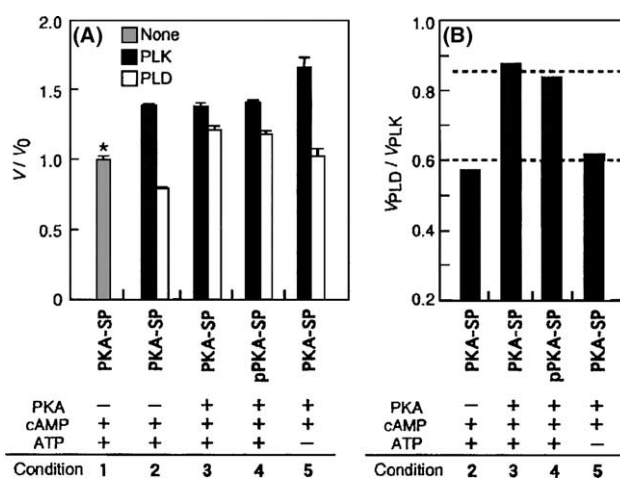 (A)
None
PLK
PLD
V / V0
2.0
1.5
1.0
1.5
0
*
PKA-SP
PKA-SP
PKA-SP
pPKA-SP
PKA-SP
PKA − − + + +
cAMP + + + + +
ATP + + + + −
Condition 1 2 3 4 5
(B)
VPLD / VPLK
1.0
0.8
0.6
0.4
0.2
PKA-SP
PKA-SP
pPKA-SP
PKA-SP
PKA − + + +
cAMP + + + +
ATP + + + −
Condition 2 3 4 5